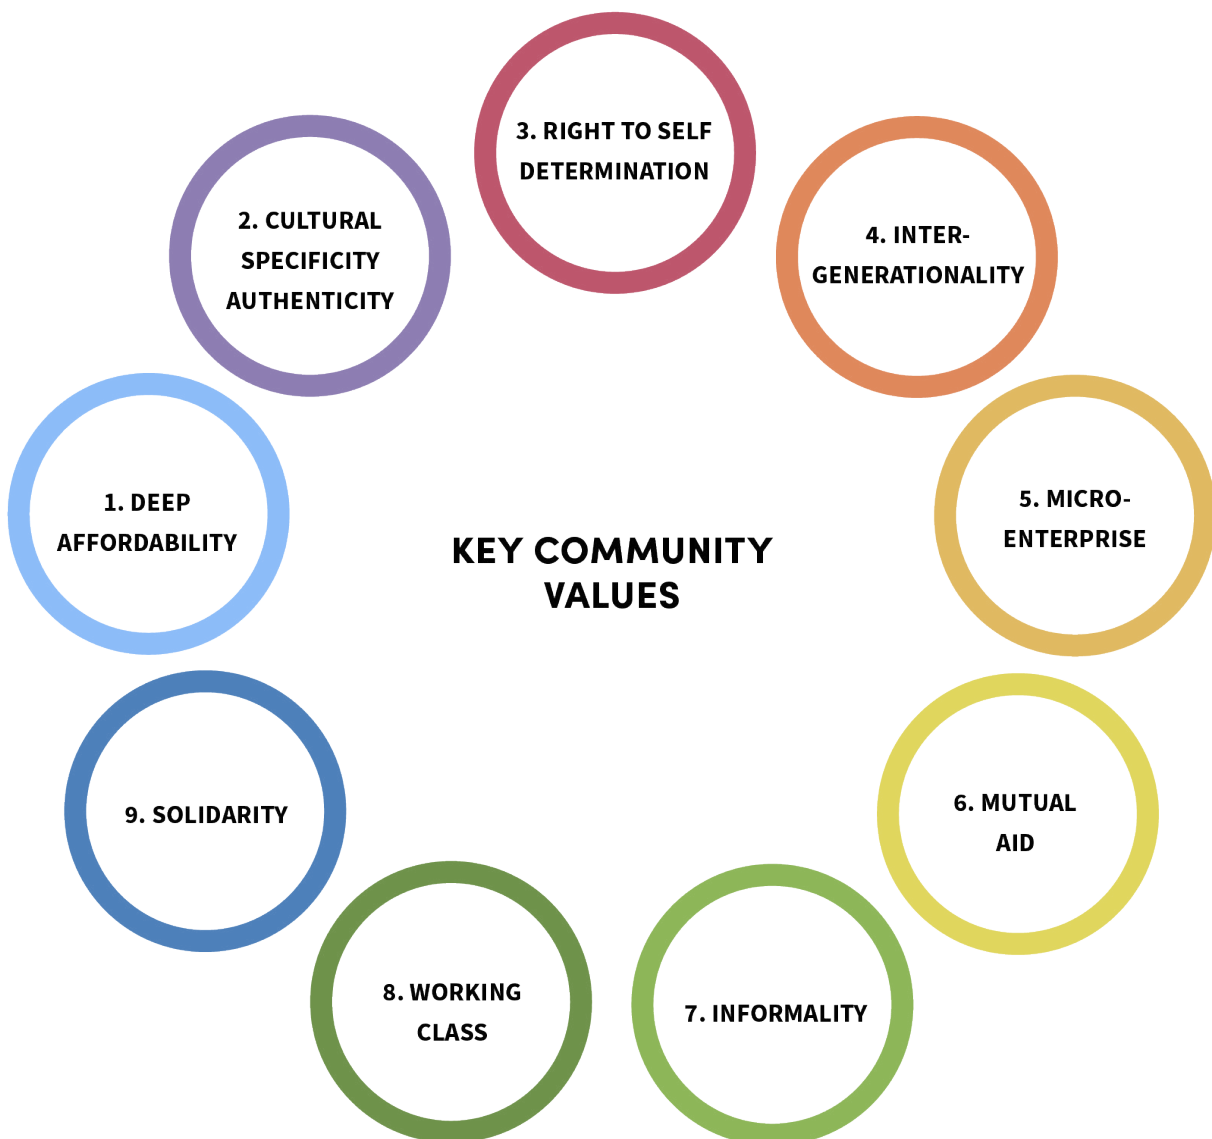 KEY COMMUNITY
VALUES
1. DEEP
AFFORDABILITY
2. CULTURAL
SPECIFICITY
AUTHENTICITY
3. RIGHT TO SELF
DETERMINATION
4. INTER-
GENERATIONALITY
5. MICRO-
ENTERPRISE
6. MUTUAL
AID
7. INFORMALITY
8. WORKING
CLASS
9. SOLIDARITY